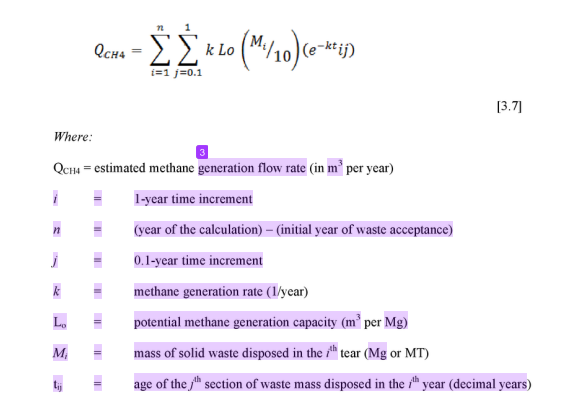 Q_CH4 = \sum_{i=1}^{n} \sum_{j=0.1}^{1} k Lo (M_i/10) (e^{-kt}ij)
[3.7]
Where:
3
Q_CH4 = estimated methane generation flow rate (in m³ per year)
i = 1-year time increment
n = (year of the calculation) – (initial year of waste acceptance)
j = 0.1-year time increment
k = methane generation rate (1/year)
L_o = potential methane generation capacity (m³ per Mg)
M_i = mass of solid waste disposed in the i^th tear (Mg or MT)
t_ij = age of the j^th section of waste mass disposed in the i^th year (decimal years)